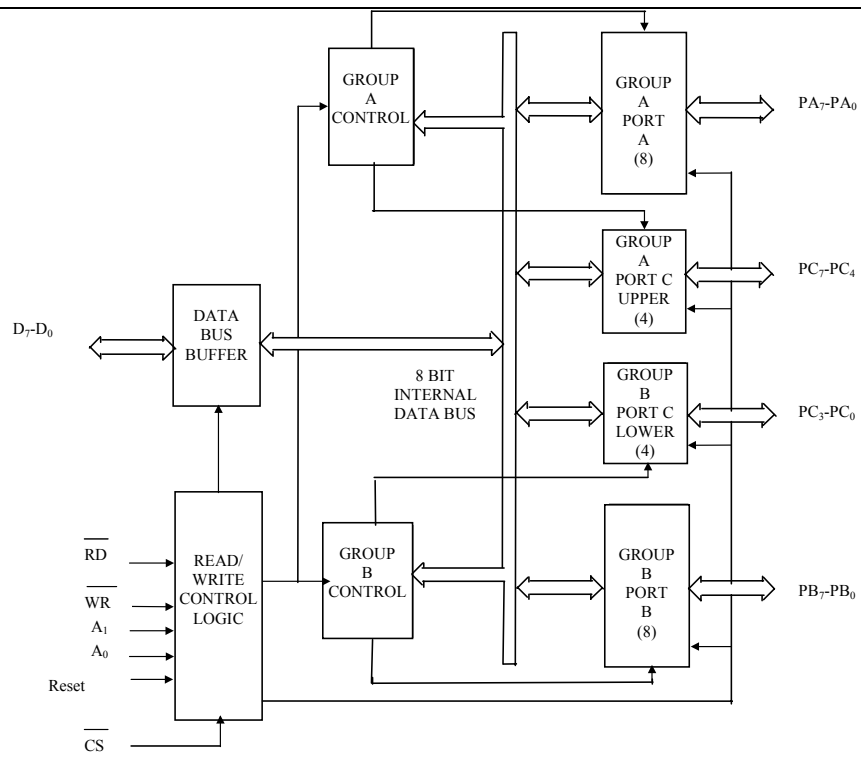 GROUP
A
CONTROL
GROUP
A
PORT
A
(8)
PA₇-PA₀
GROUP
A
PORT C
UPPER
(4)
PC₇-PC₄
D₇-D₀
DATA
BUS
BUFFER
8 BIT
INTERNAL
DATA BUS
GROUP
B
PORT C
LOWER
(4)
PC₃-PC₀
RD
WR
A₁
A₀
Reset
CS
READ/
WRITE
CONTROL
LOGIC
GROUP
B
CONTROL
GROUP
B
PORT
B
(8)
PB₇-PB₀